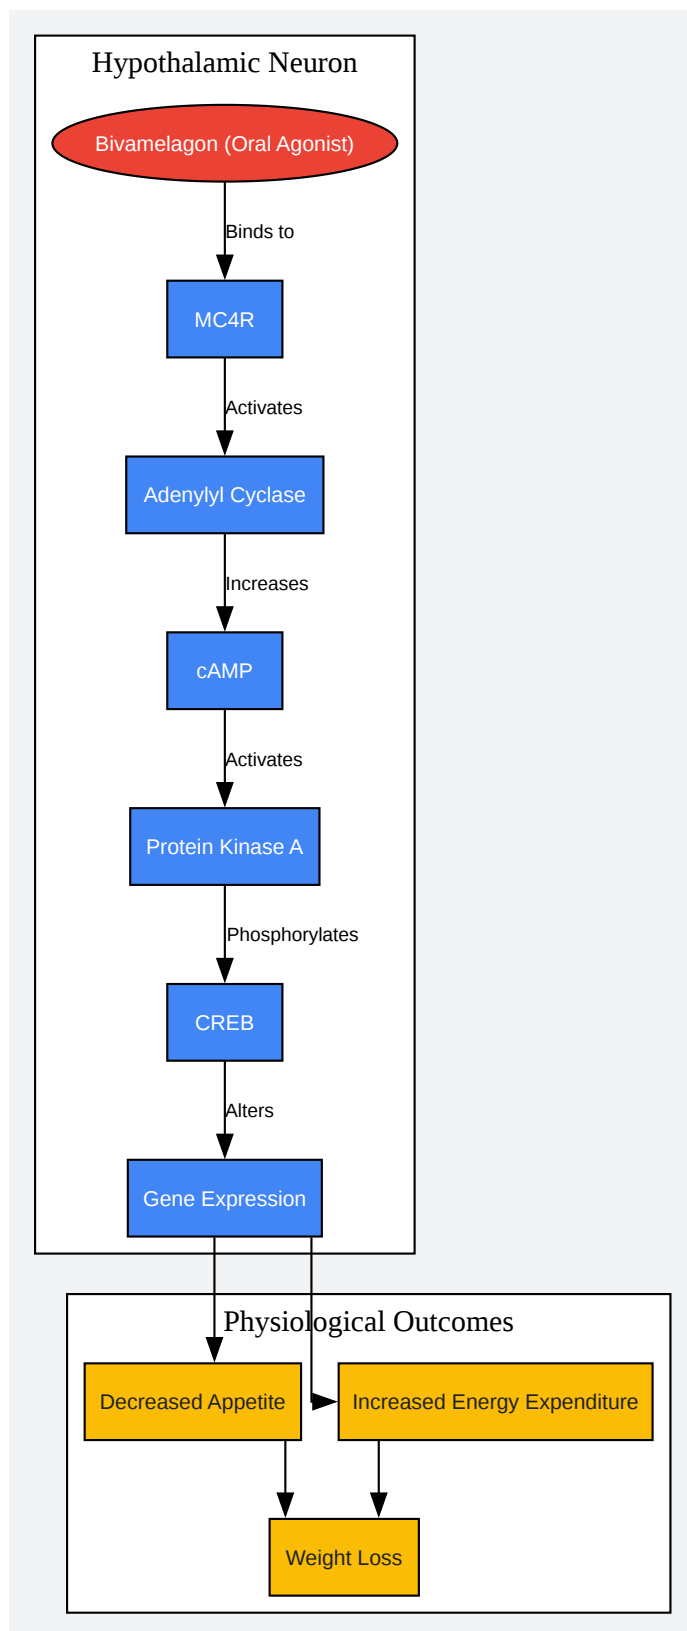 Hypothalamic Neuron
Bivamelagon (Oral Agonist)
Binds to
MC4R
Activates
Adenylyl Cyclase
Increases
cAMP
Activates
Protein Kinase A
Phosphorylates
CREB
Alters
Gene Expression
Physiological Outcomes
Decreased Appetite
Increased Energy Expenditure
Weight Loss